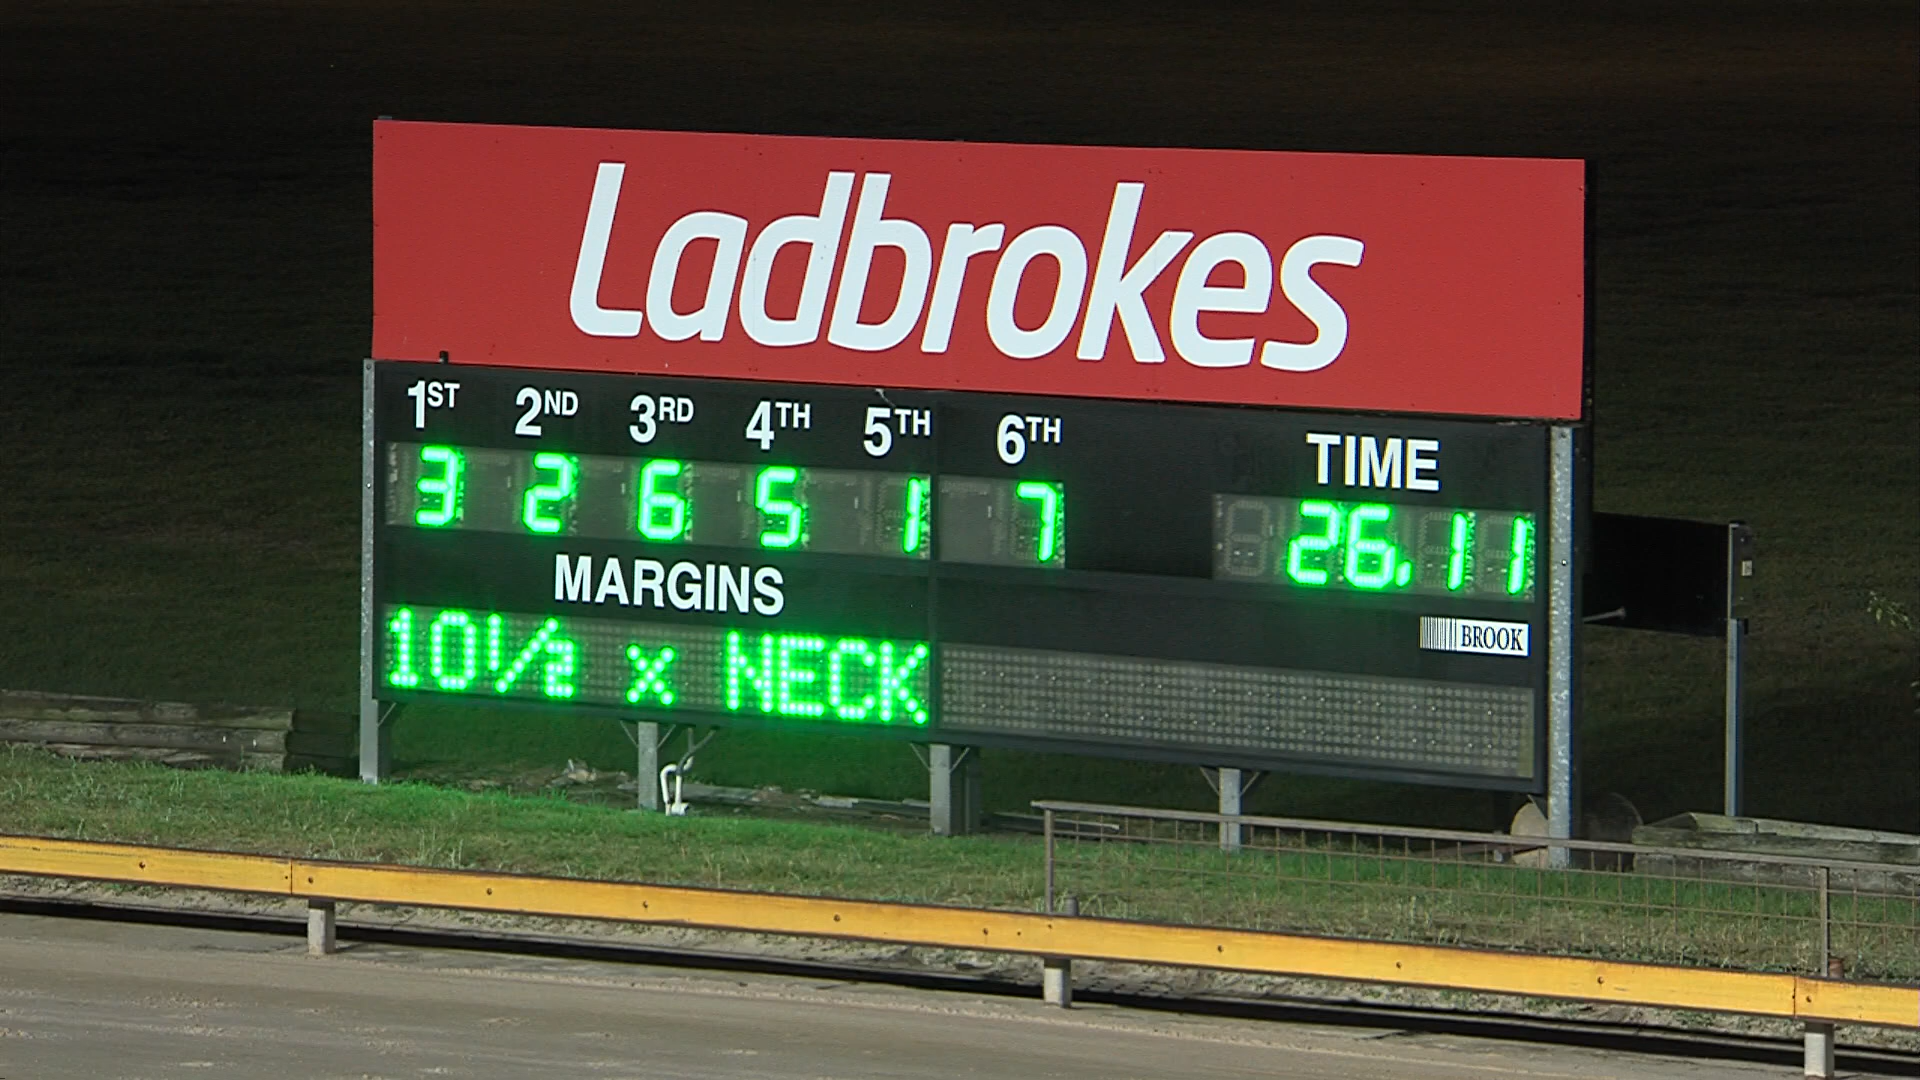 Ladbrokes
1ST 2ND 3RD 4TH 5TH 6TH TIME
3 2 6 5 1 7 26.11
MARGINS
BROOK
10½ x NECK